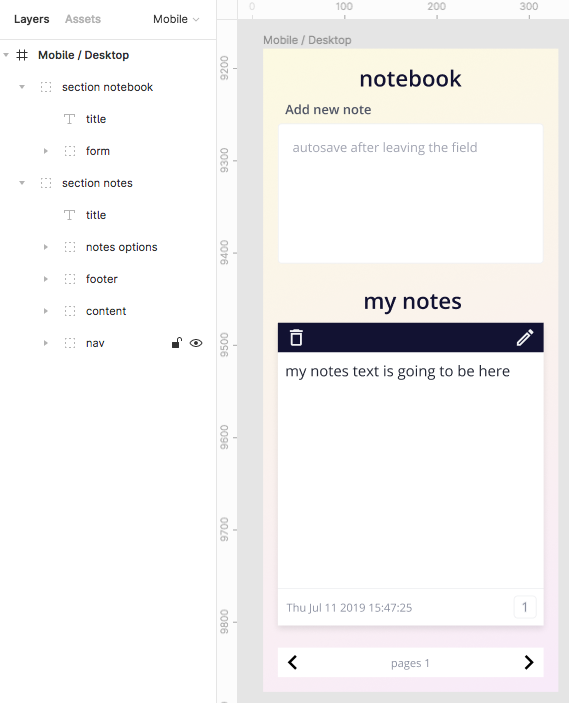 Layers Assets Mobile
Mobile / Desktop
section notebook
title
form
section notes
title
notes options
footer
content
nav
0 100 200 300
9200
9300
9400
9500
9600
9700
9800
Mobile / Desktop
notebook
Add new note
autosave after leaving the field
my notes
my notes text is going to be here
Thu Jul 11 2019 15:47:25 1
pages 1